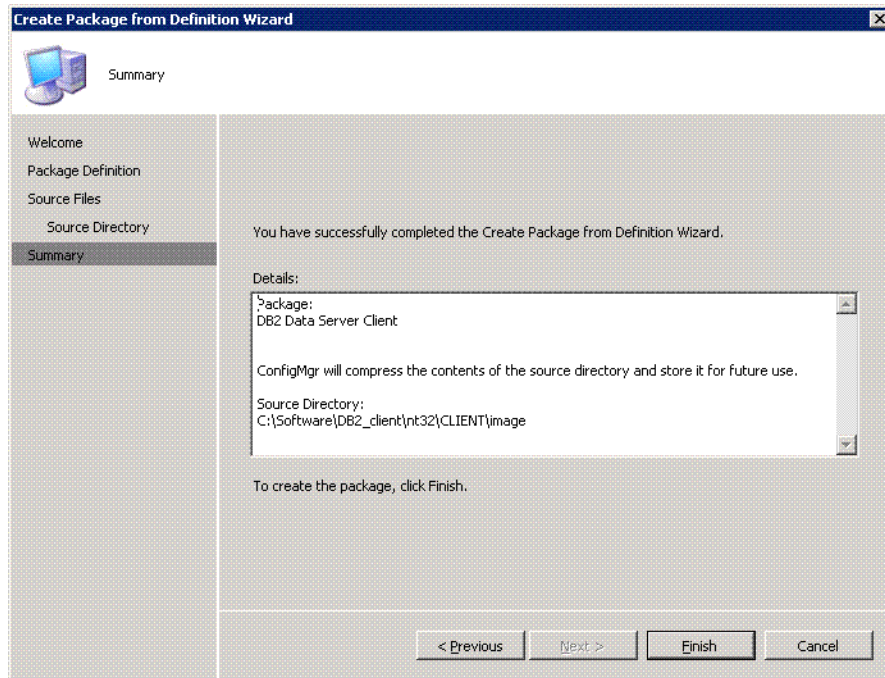 Create Package from Definition Wizard
Summary
Welcome
Package Definition
Source Files
Source Directory
Summary
You have successfully completed the Create Package from Definition Wizard.
Details:
Package:
DB2 Data Server Client
ConfigMgr will compress the contents of the source directory and store it for future use.
Source Directory:
C:\Software\DB2_client\nt32\CLIENT\image
To create the package, click Finish.
< Previous
Next >
Finish
Cancel